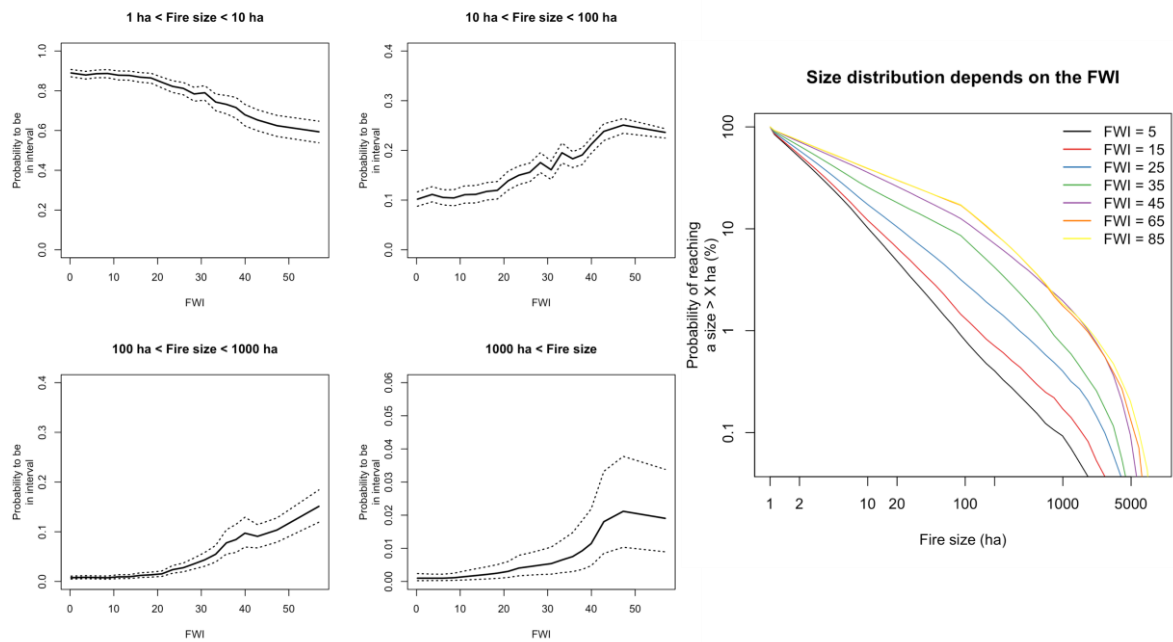 1 ha < Fire size < 10 ha
Probability to be
in interval
0.0 0.2 0.4 0.6 0.8 1.0
0 10 20 30 40 50
FWI
10 ha < Fire size < 100 ha
Probability to be
in interval
0.0 0.1 0.2 0.3 0.4
0 10 20 30 40 50
FWI
100 ha < Fire size < 1000 ha
Probability to be
in interval
0.0 0.1 0.2 0.3 0.4
0 10 20 30 40 50
FWI
1000 ha < Fire size
Probability to be
in interval
0.00 0.01 0.02 0.03 0.04 0.05 0.06
0 10 20 30 40 50
FWI
Size distribution depends on the FWI
Probability of reaching
a size > X ha (%)
100
10
1
0.1
FWI = 5
FWI = 15
FWI = 25
FWI = 35
FWI = 45
FWI = 65
FWI = 85
1 2 10 20 100 1000 5000
Fire size (ha)